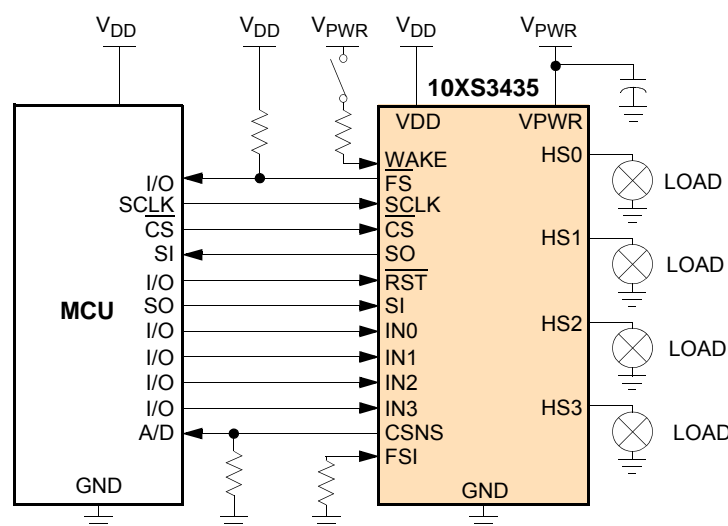 VDD VDD VPWR VDD VPWR
10XS3435
VDD VPWR
WAKE HS0
I/O FS LOAD
SCLK SCLK
CS CS HS1
SI SO LOAD
I/O RST
MCU SO SI
I/O IN0 HS2
I/O IN1 LOAD
I/O IN2
I/O IN3 HS3
A/D CSNS LOAD
FSI
GND GND